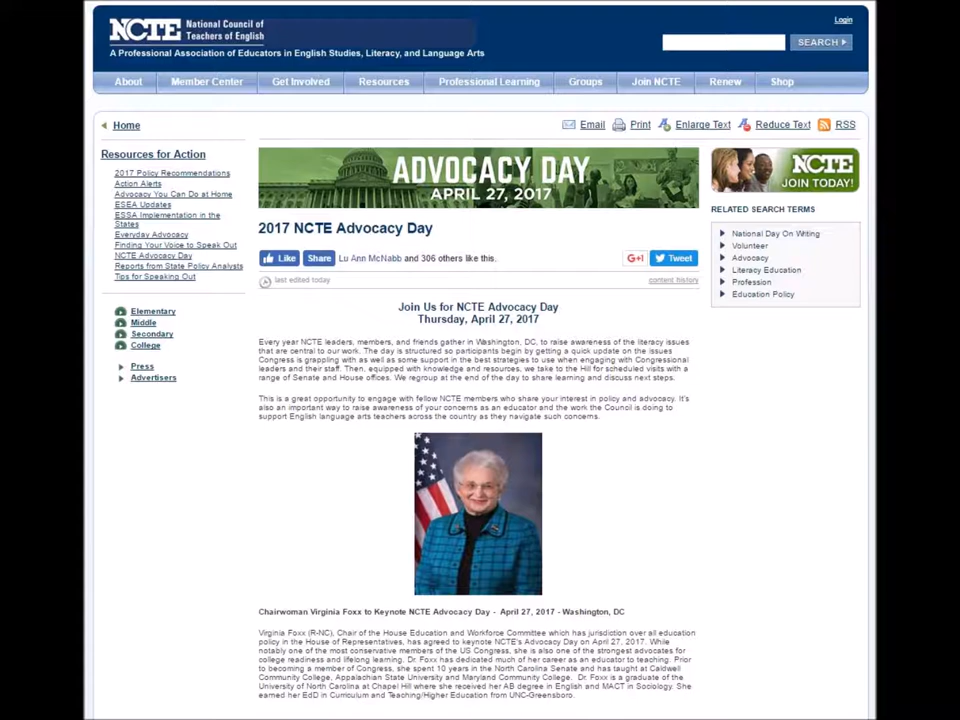 NCTE National Council of
Teachers of English
A Professional Association of Educators in English Studies, Literacy, and Language Arts
Login
SEARCH
About Member Center Get Involved Resources Professional Learning Groups Join NCTE Renew Shop
Home
Email Print Enlarge Text Reduce Text RSS
Resources for Action
2017 Policy Recommendations
Action Alerts
Advocacy You Can Do at Home
ESEA Updates
ESSA Implementation in the
States
Everyday Advocacy
Finding Your Voice to Speak Out
NCTE Advocacy Day
Reports from State Policy Analysts
Tips for Speaking Out
Elementary
Middle
Secondary
College
Press
Advertisers
ADVOCACY DAY
APRIL 27, 2017
2017 NCTE Advocacy Day
Like Share Lu Ann McNabb and 306 others like this. G+1 Tweet
last edited today content history
Join Us for NCTE Advocacy Day
Thursday, April 27, 2017
Every year NCTE leaders, members, and friends gather in Washington, DC, to raise awareness of the literacy issues
that are central to our work. The day is structured so participants begin by getting a quick update on the issues
Congress is grappling with as well as some support in the best strategies to use when engaging with Congressional
leaders and their staff. Then, equipped with knowledge and resources, we take to the Hill for scheduled visits with a
range of Senate and House offices. We regroup at the end of the day to share learning and discuss next steps.
This is a great opportunity to engage with fellow NCTE members who share your interest in policy and advocacy. It's
also an important way to raise awareness of your concerns as an educator and the work the Council is doing to
support English language arts teachers across the country as they navigate such concerns.
Chairwoman Virginia Foxx to Keynote NCTE Advocacy Day - April 27, 2017 - Washington, DC
Virginia Foxx (R-NC), Chair of the House Education and Workforce Committee which has jurisdiction over all education
policy in the House of Representatives, has agreed to keynote NCTE's Advocacy Day on April 27, 2017. While
notably one of the most conservative members of the US Congress, she is also one of the strongest advocates for
college readiness and lifelong learning. Dr. Foxx has dedicated much of her career as an educator to teaching. Prior
to becoming a member of Congress, she spent 10 years in the North Carolina Senate and has taught at Caldwell
Community College, Appalachian State University and Maryland Community College. Dr. Foxx is a graduate of the
University of North Carolina at Chapel Hill where she received her AB degree in English and MACT in Sociology. She
earned her EdD in Curriculum and Teaching/Higher Education from UNC-Greensboro.
NCTE
JOIN TODAY!
RELATED SEARCH TERMS
National Day On Writing
Volunteer
Advocacy
Literacy Education
Profession
Education Policy